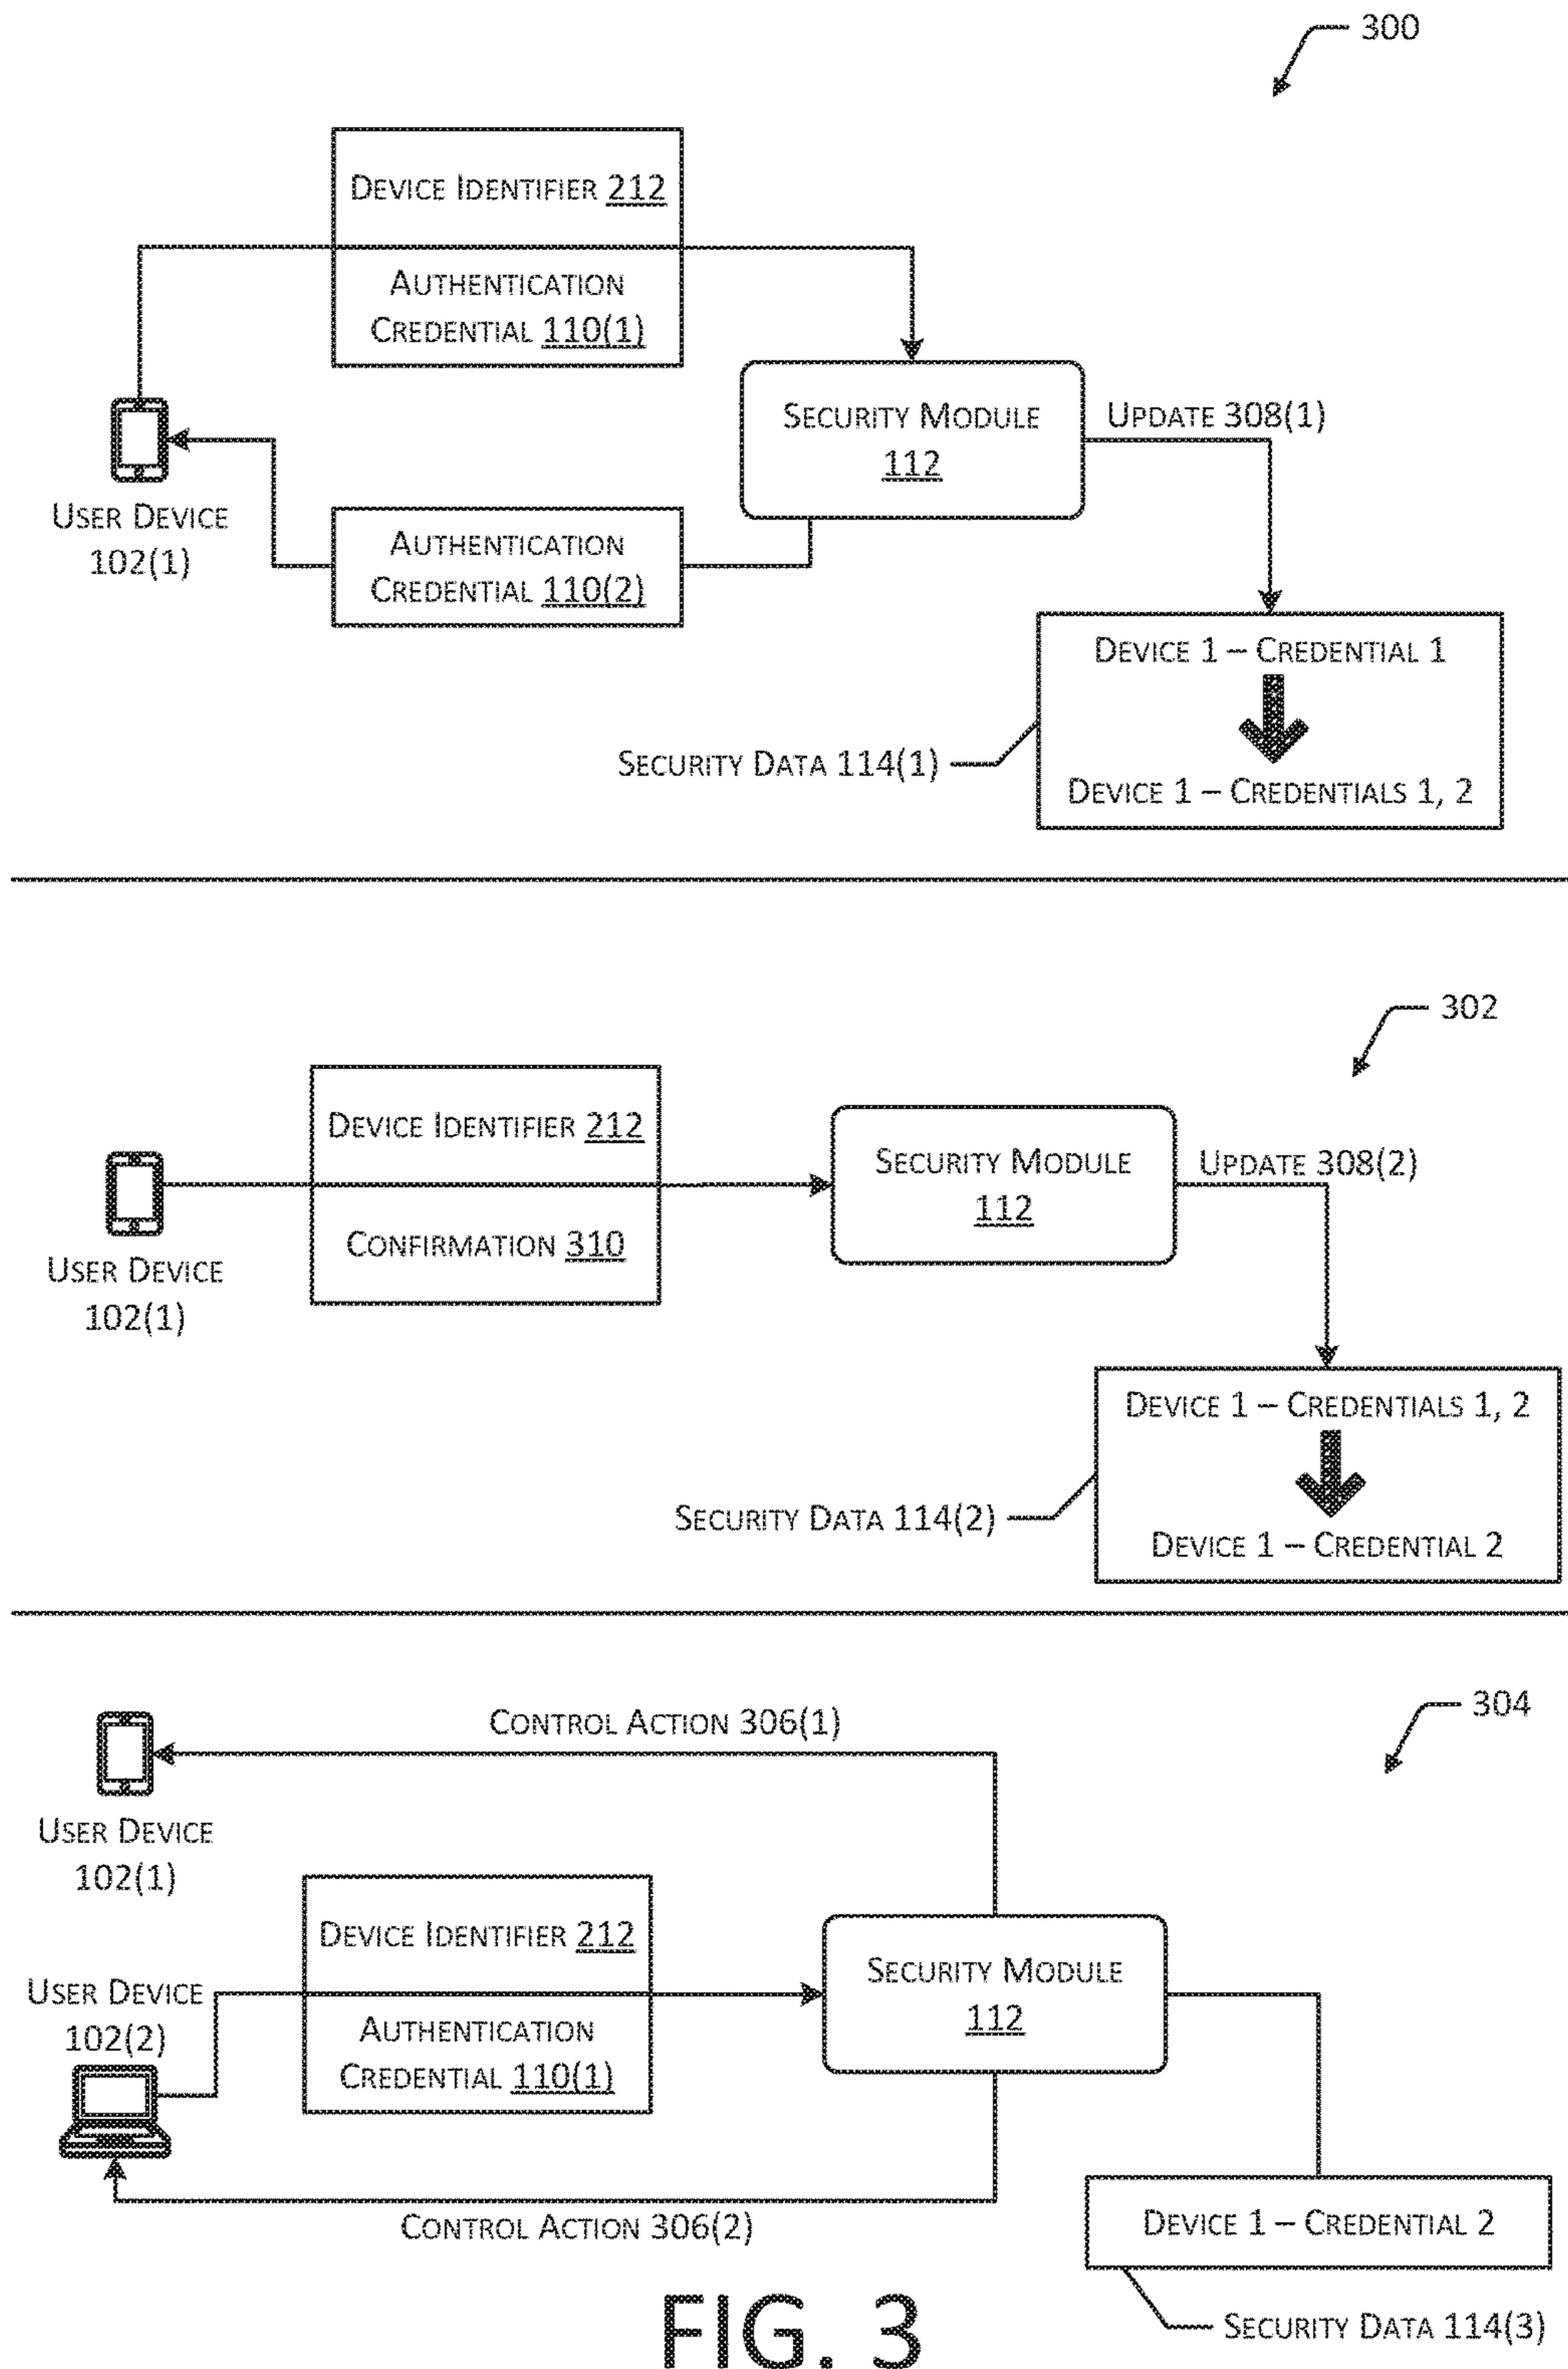 300
DEVICE IDENTIFIER 212
AUTHENTICATION
CREDENTIAL 110(1)
SECURITY MODULE
112
UPDATE 308(1)
USER DEVICE
102(1)
AUTHENTICATION
CREDENTIAL 110(2)
DEVICE 1 – CREDENTIAL 1
SECURITY DATA 114(1)
DEVICE 1 – CREDENTIALS 1, 2
302
DEVICE IDENTIFIER 212
CONFIRMATION 310
SECURITY MODULE
112
UPDATE 308(2)
USER DEVICE
102(1)
DEVICE 1 – CREDENTIALS 1, 2
SECURITY DATA 114(2)
DEVICE 1 – CREDENTIAL 2
304
CONTROL ACTION 306(1)
USER DEVICE
102(1)
DEVICE IDENTIFIER 212
AUTHENTICATION
CREDENTIAL 110(1)
SECURITY MODULE
112
USER DEVICE
102(2)
CONTROL ACTION 306(2)
DEVICE 1 – CREDENTIAL 2
SECURITY DATA 114(3)
FIG. 3